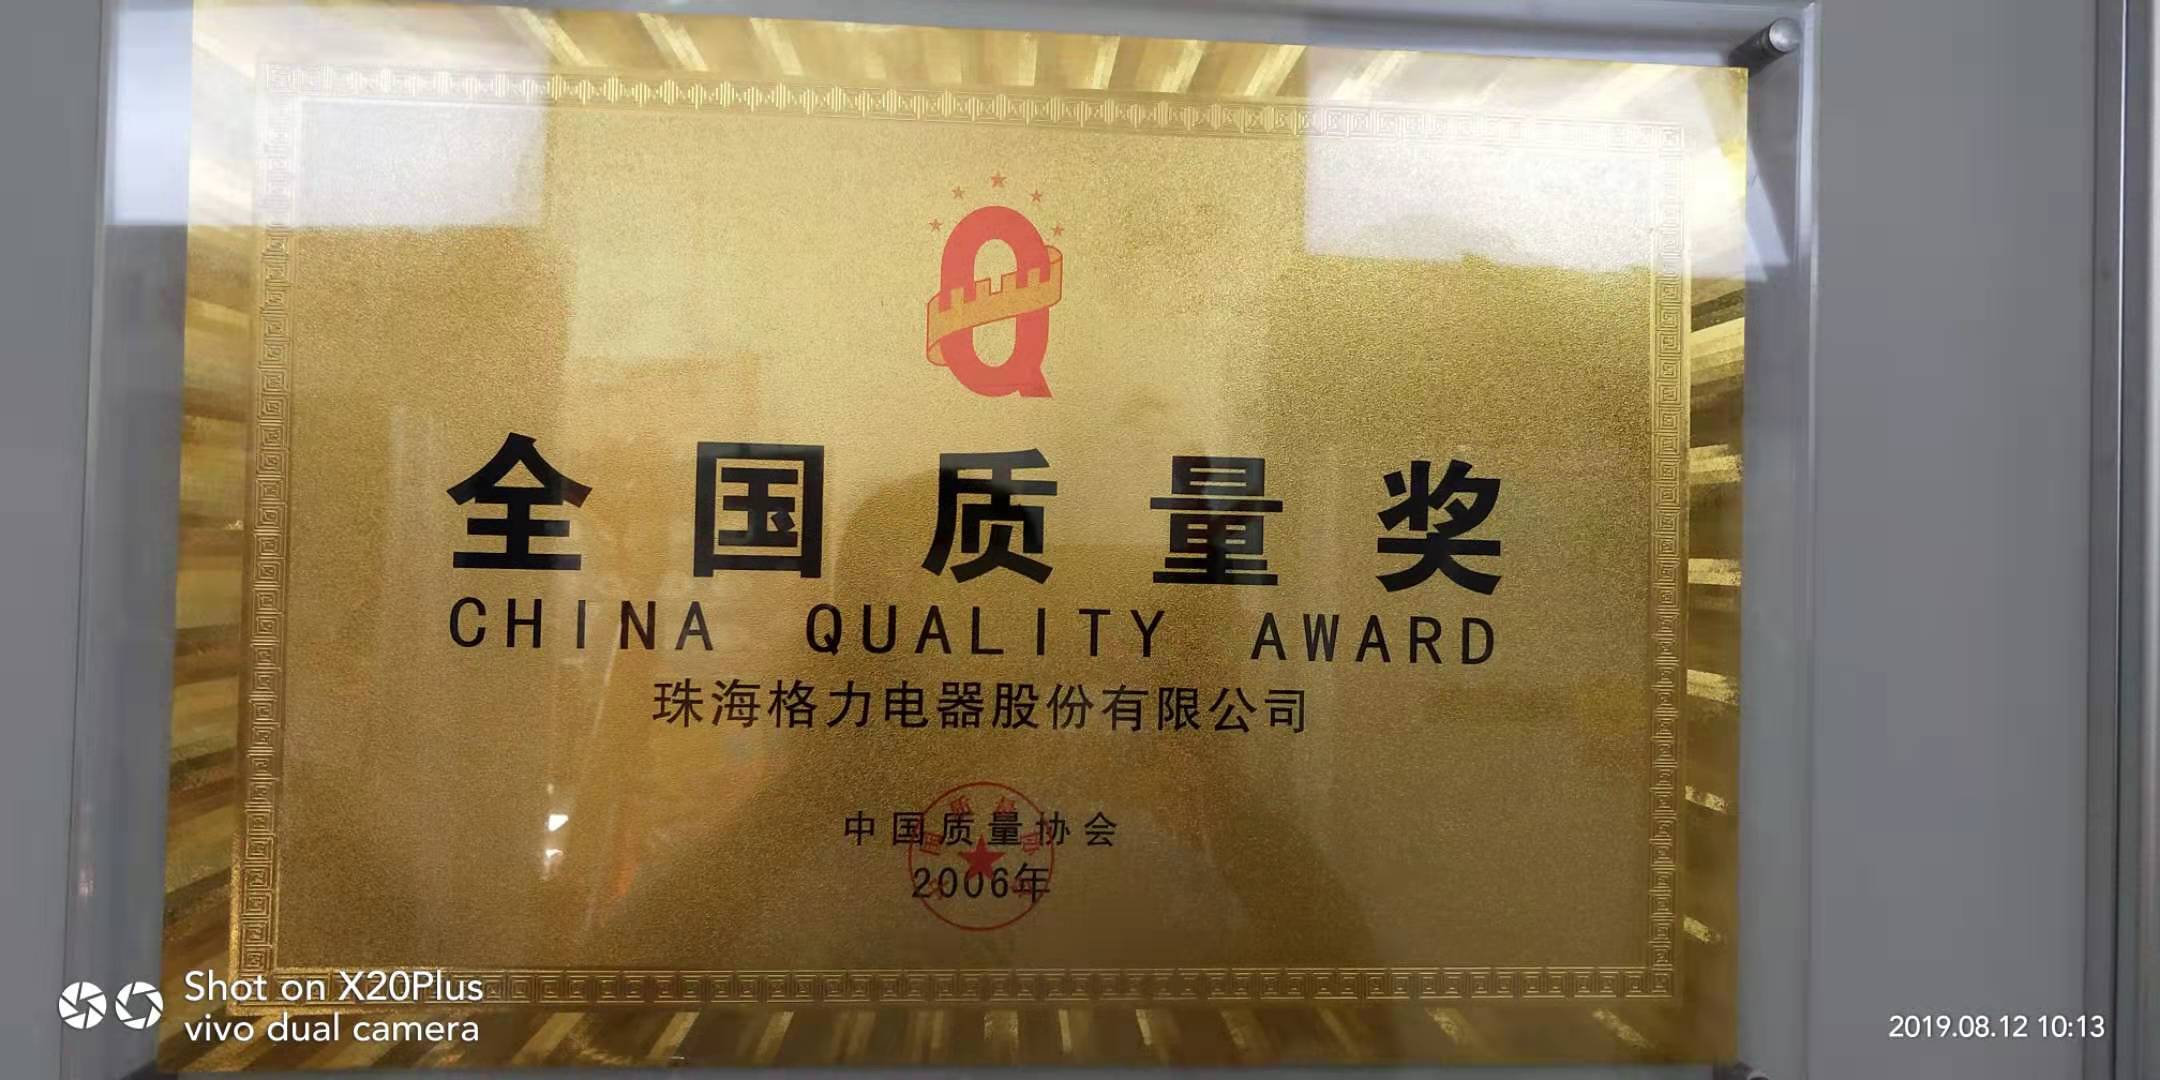 全国质量奖
CHINA QUALITY AWARD
珠海格力电器股份有限公司
中国质量协会
2006年
Shot on X20Plus
vivo dual camera
2019.08.12 10:13